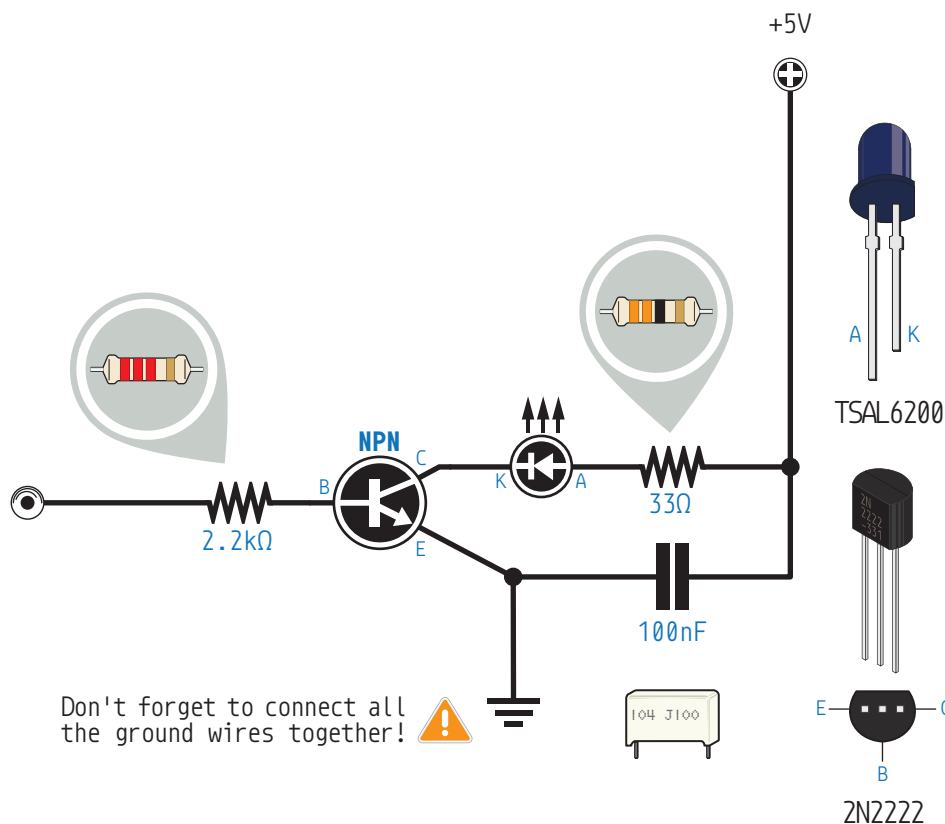 +5V
A
K
TSAL6200
NPN
C
B
K
A
E
2.2kΩ
33Ω
2N
2222
-331
100nF
Don't forget to connect all
the ground wires together!
104 J100
E
C
B
2N2222